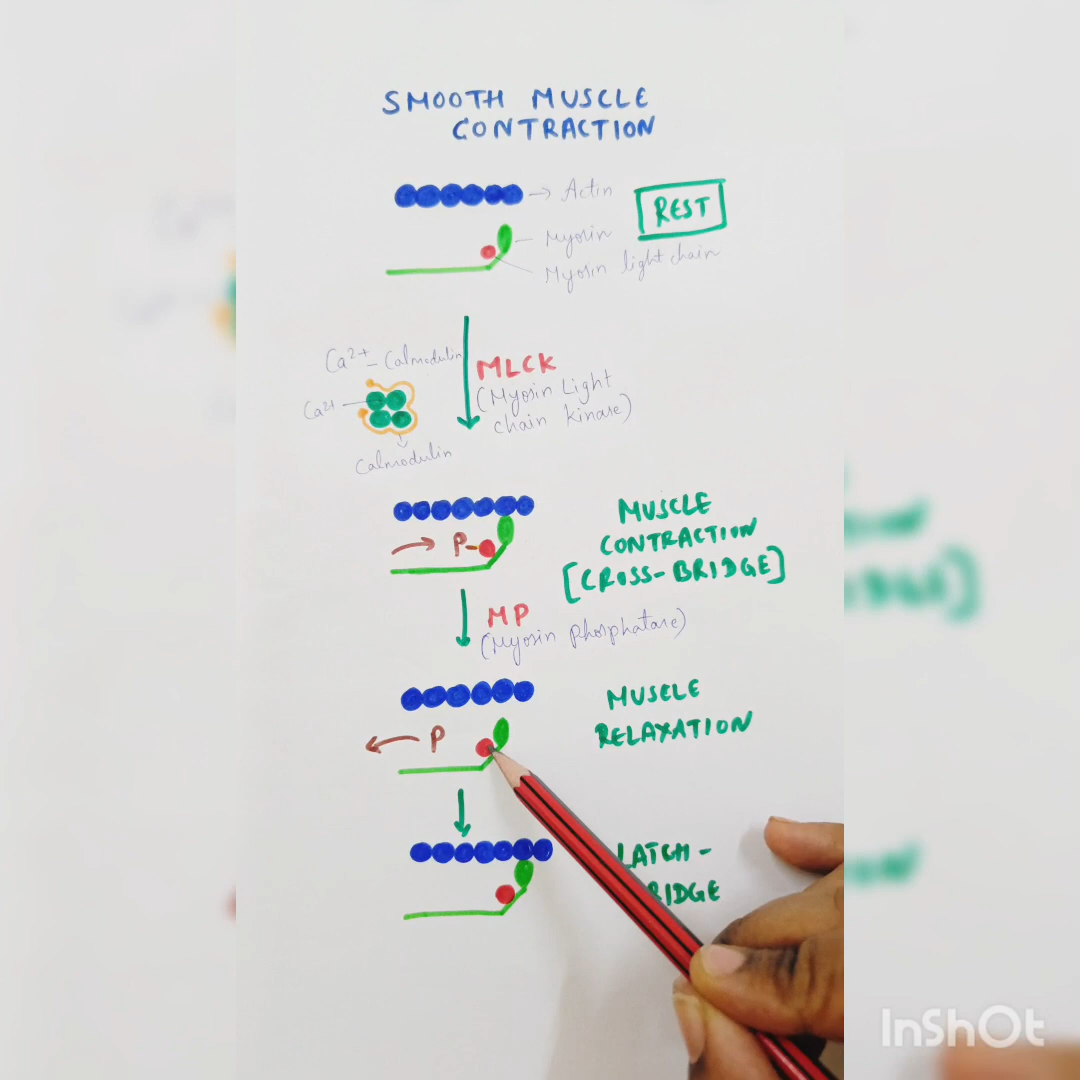 SMOOTH MUSCLE
CONTRACTION
→ Actin
REST
Myosin
Myosin light chain
Ca2+ - Calmodulin
MLCK
(Myosin Light
chain kinase)
Ca2+
Calmodulin
MUSCLE
CONTRACTION
[CROSS-BRIDGE]
P-
MP
(Myosin phosphatase)
MUSCLE
RELAXATION
P
LATCH -
RIDGE
InShOt